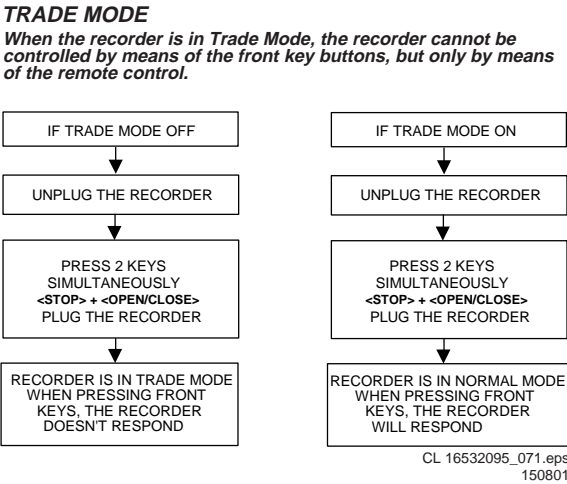 TRADE MODE
When the recorder is in Trade Mode, the recorder cannot be
controlled by means of the front key buttons, but only by means
of the remote control.
IF TRADE MODE OFF
UNPLUG THE RECORDER
PRESS 2 KEYS
SIMULTANEOUSLY
<STOP> + <OPEN/CLOSE>
PLUG THE RECORDER
RECORDER IS IN TRADE MODE
WHEN PRESSING FRONT
KEYS, THE RECORDER
DOESN'T RESPOND
IF TRADE MODE ON
UNPLUG THE RECORDER
PRESS 2 KEYS
SIMULTANEOUSLY
<STOP> + <OPEN/CLOSE>
PLUG THE RECORDER
RECORDER IS IN NORMAL MODE
WHEN PRESSING FRONT
KEYS, THE RECORDER
WILL RESPOND
CL 16532095_071.eps
150801